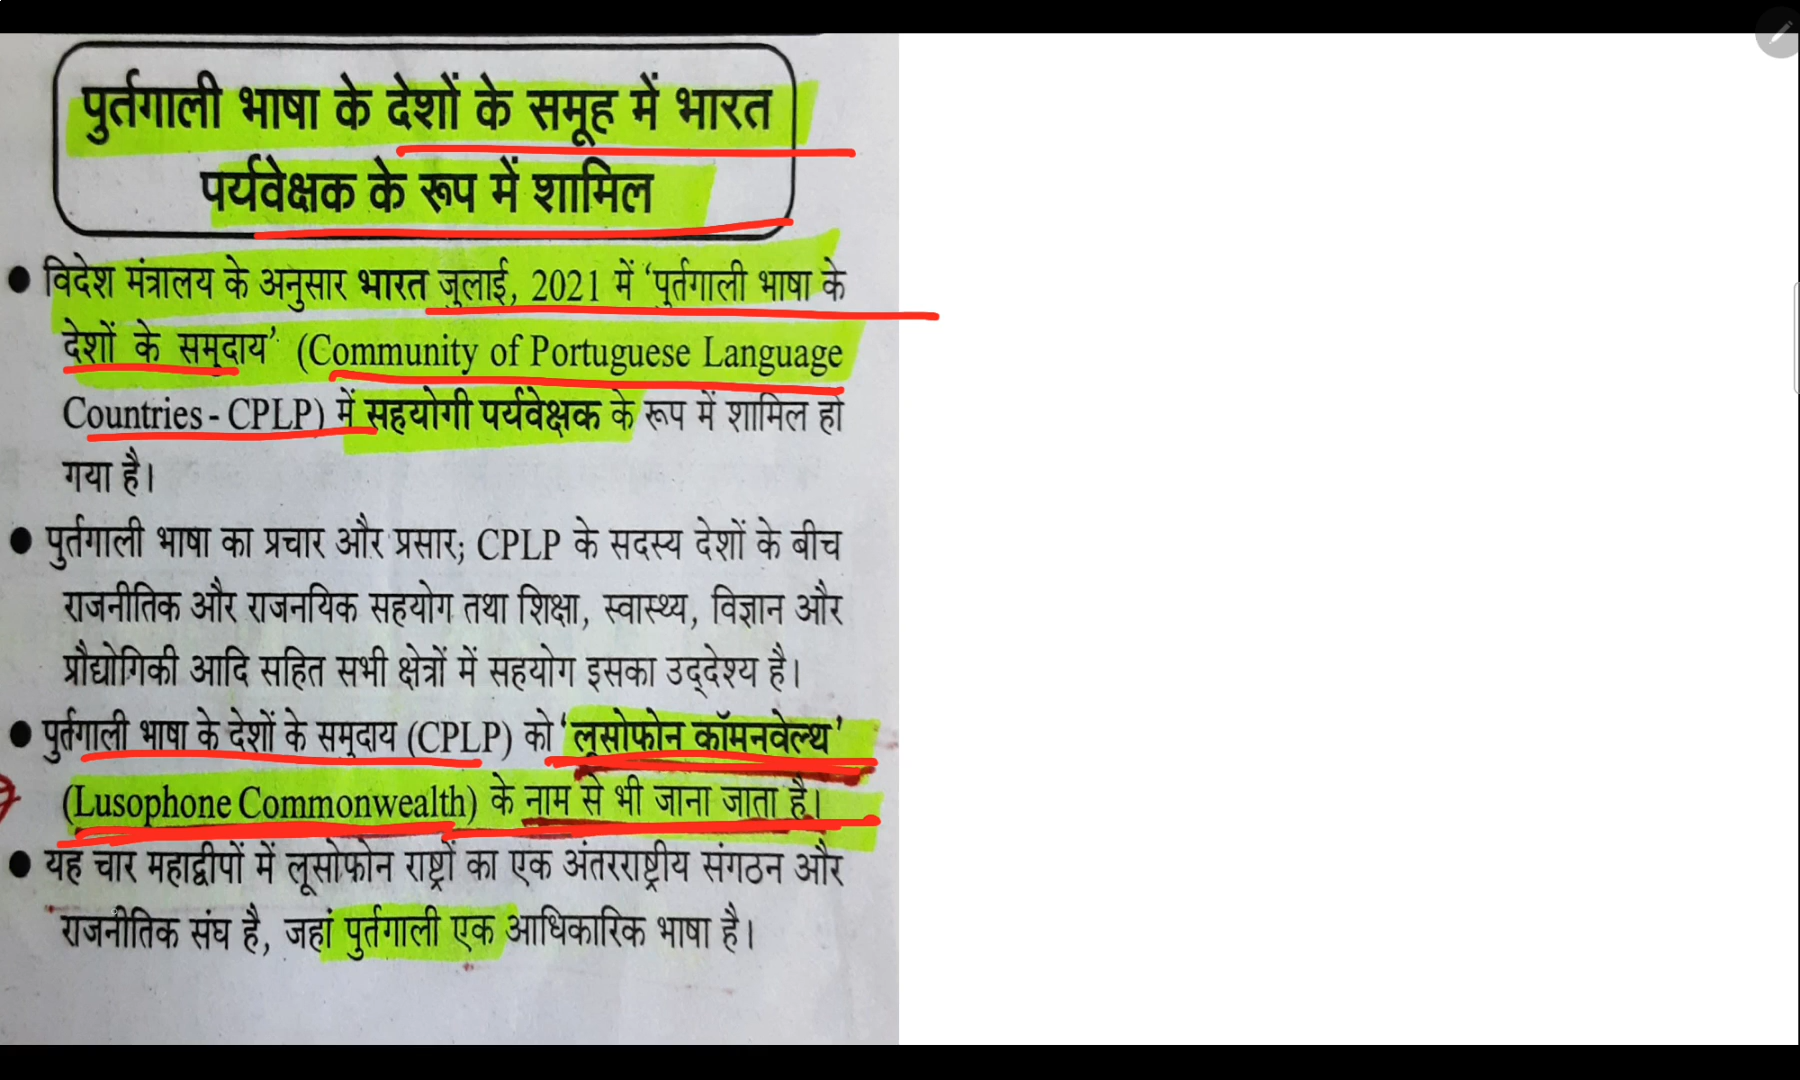 पुर्तगाली भाषा के देशों के समूह में भारत
पर्यवेक्षक के रूप में शामिल
● विदेश मंत्रालय के अनुसार भारत जुलाई, 2021 में ‘पुर्तगाली भाषा के
देशों के समुदाय’ (Community of Portuguese Language
Countries - CPLP) में सहयोगी पर्यवेक्षक के रूप में शामिल हो
गया है।
● पुर्तगाली भाषा का प्रचार और प्रसार; CPLP के सदस्य देशों के बीच
राजनीतिक और राजनयिक सहयोग तथा शिक्षा, स्वास्थ्य, विज्ञान और
प्रौद्योगिकी आदि सहित सभी क्षेत्रों में सहयोग इसका उद्देश्य है।
● पुर्तगाली भाषा के देशों के समुदाय (CPLP) को ‘लूसोफोन कॉमनवेल्थ’
(Lusophone Commonwealth) के नाम से भी जाना जाता है।
● यह चार महाद्वीपों में लूसोफोन राष्ट्रों का एक अंतरराष्ट्रीय संगठन और
राजनीतिक संघ है, जहां पुर्तगाली एक आधिकारिक भाषा है।